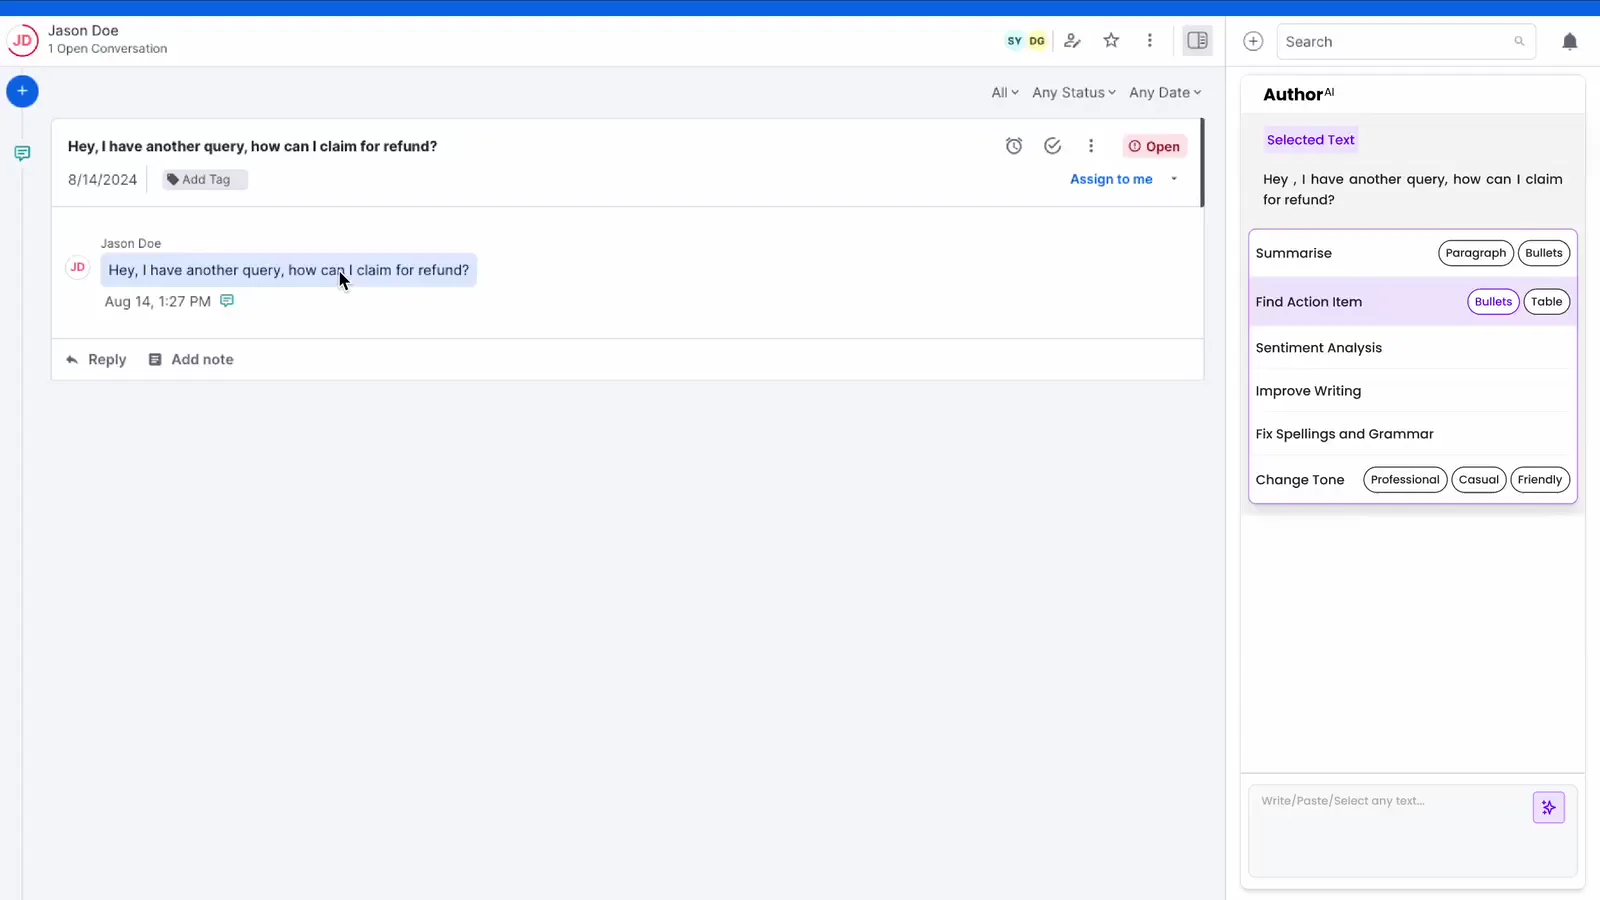 JD
Jason Doe
1 Open Conversation
SY DG
Search
All Any Status Any Date
Hey, I have another query, how can I claim for refund?
Open
8/14/2024 Add Tag
Assign to me
Jason Doe
JD
Hey, I have another query, how can I claim for refund?
Aug 14, 1:27 PM
Reply Add note
AuthorAI
Selected Text
Hey , I have another query, how can I claim
for refund?
Summarise Paragraph Bullets
Find Action Item Bullets Table
Sentiment Analysis
Improve Writing
Fix Spellings and Grammar
Change Tone Professional Casual Friendly
Write/Paste/Select any text...